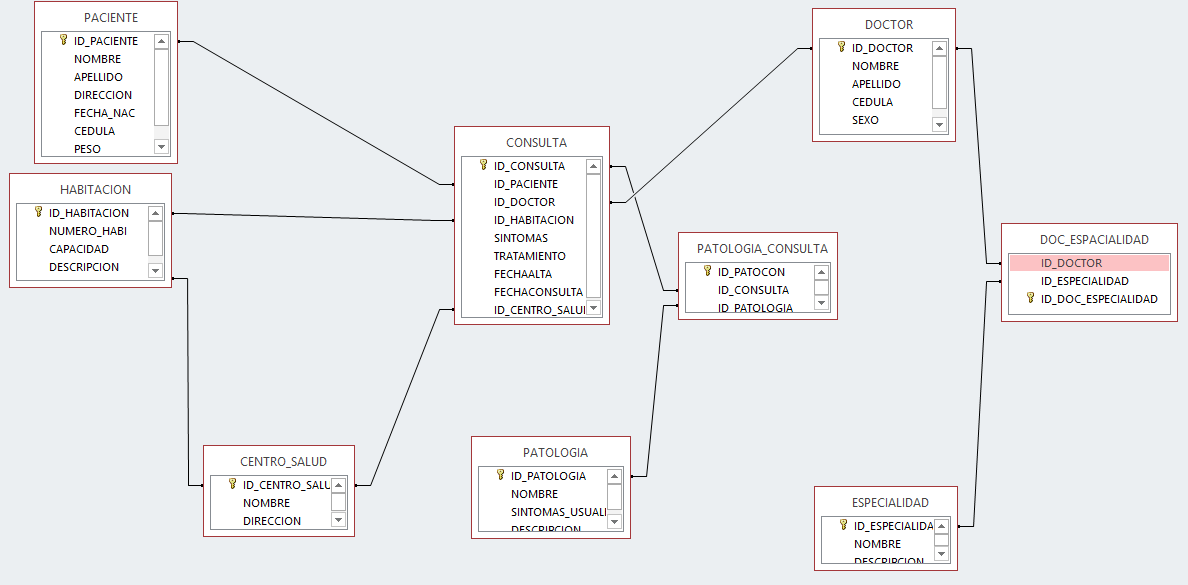 PACIENTE
ID_PACIENTE
NOMBRE
APELLIDO
DIRECCION
FECHA_NAC
CEDULA
PESO
HABITACION
ID_HABITACION
NUMERO_HABI
CAPACIDAD
DESCRIPCION
CENTRO_SALUD
ID_CENTRO_SALU
NOMBRE
DIRECCION
CONSULTA
ID_CONSULTA
ID_PACIENTE
ID_DOCTOR
ID_HABITACION
SINTOMAS
TRATAMIENTO
FECHAALTA
FECHACONSULTA
ID_CENTRO_SALUI
PATOLOGIA
ID_PATOLOGIA
NOMBRE
SINTOMAS_USUALI
DESCRIPCION
PATOLOGIA_CONSULTA
ID_PATOCON
ID_CONSULTA
ID_PATOLOGIA
DOCTOR
ID_DOCTOR
NOMBRE
APELLIDO
CEDULA
SEXO
DOC_ESPACIALIDAD
ID_DOCTOR
ID_ESPECIALIDAD
ID_DOC_ESPECIALIDAD
ESPECIALIDAD
ID_ESPECIALIDA
NOMBRE
DESCRIPCION